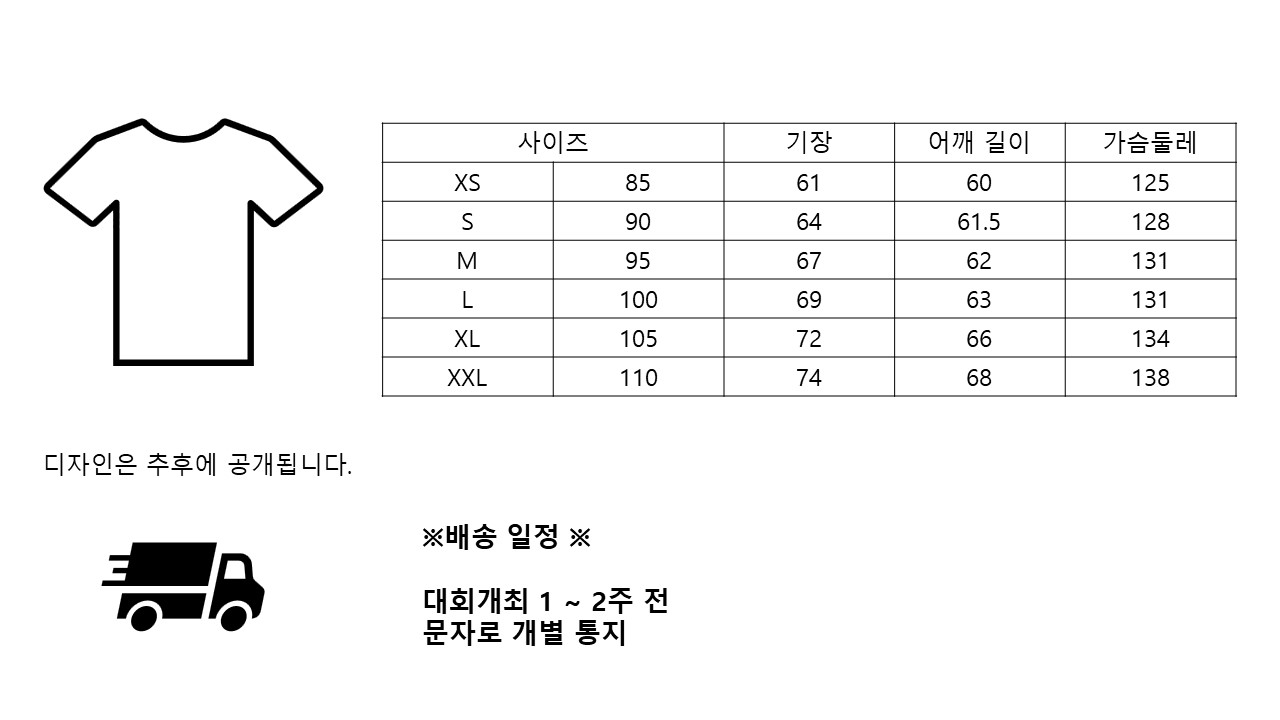 사이즈 기장 어깨 길이 가슴둘레
XS 85 61 60 125
S 90 64 61.5 128
M 95 67 62 131
L 100 69 63 131
XL 105 72 66 134
XXL 110 74 68 138
디자인은 추후에 공개됩니다.
※배송 일정 ※
대회개최 1 ~ 2주 전
문자로 개별 통지